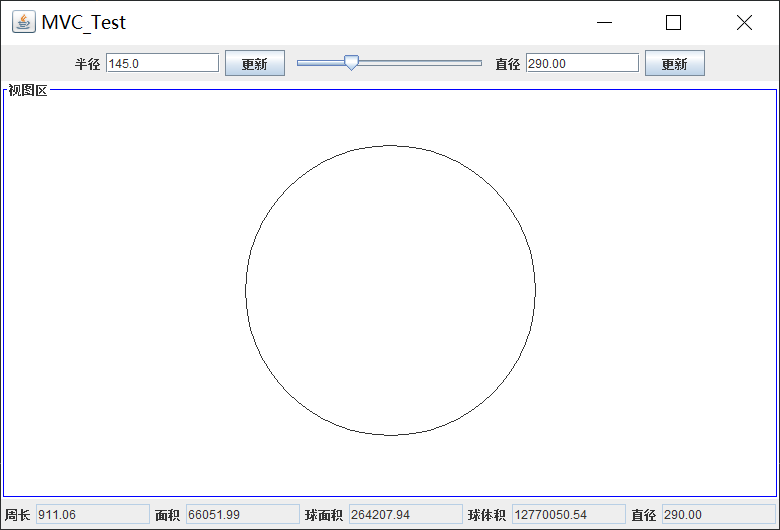 MVC_Test
半径 145.0 更新 直径 290.00 更新
视图区
周长 911.06 面积 66051.99 球面积 264207.94 球体积 12770050.54 直径 290.00